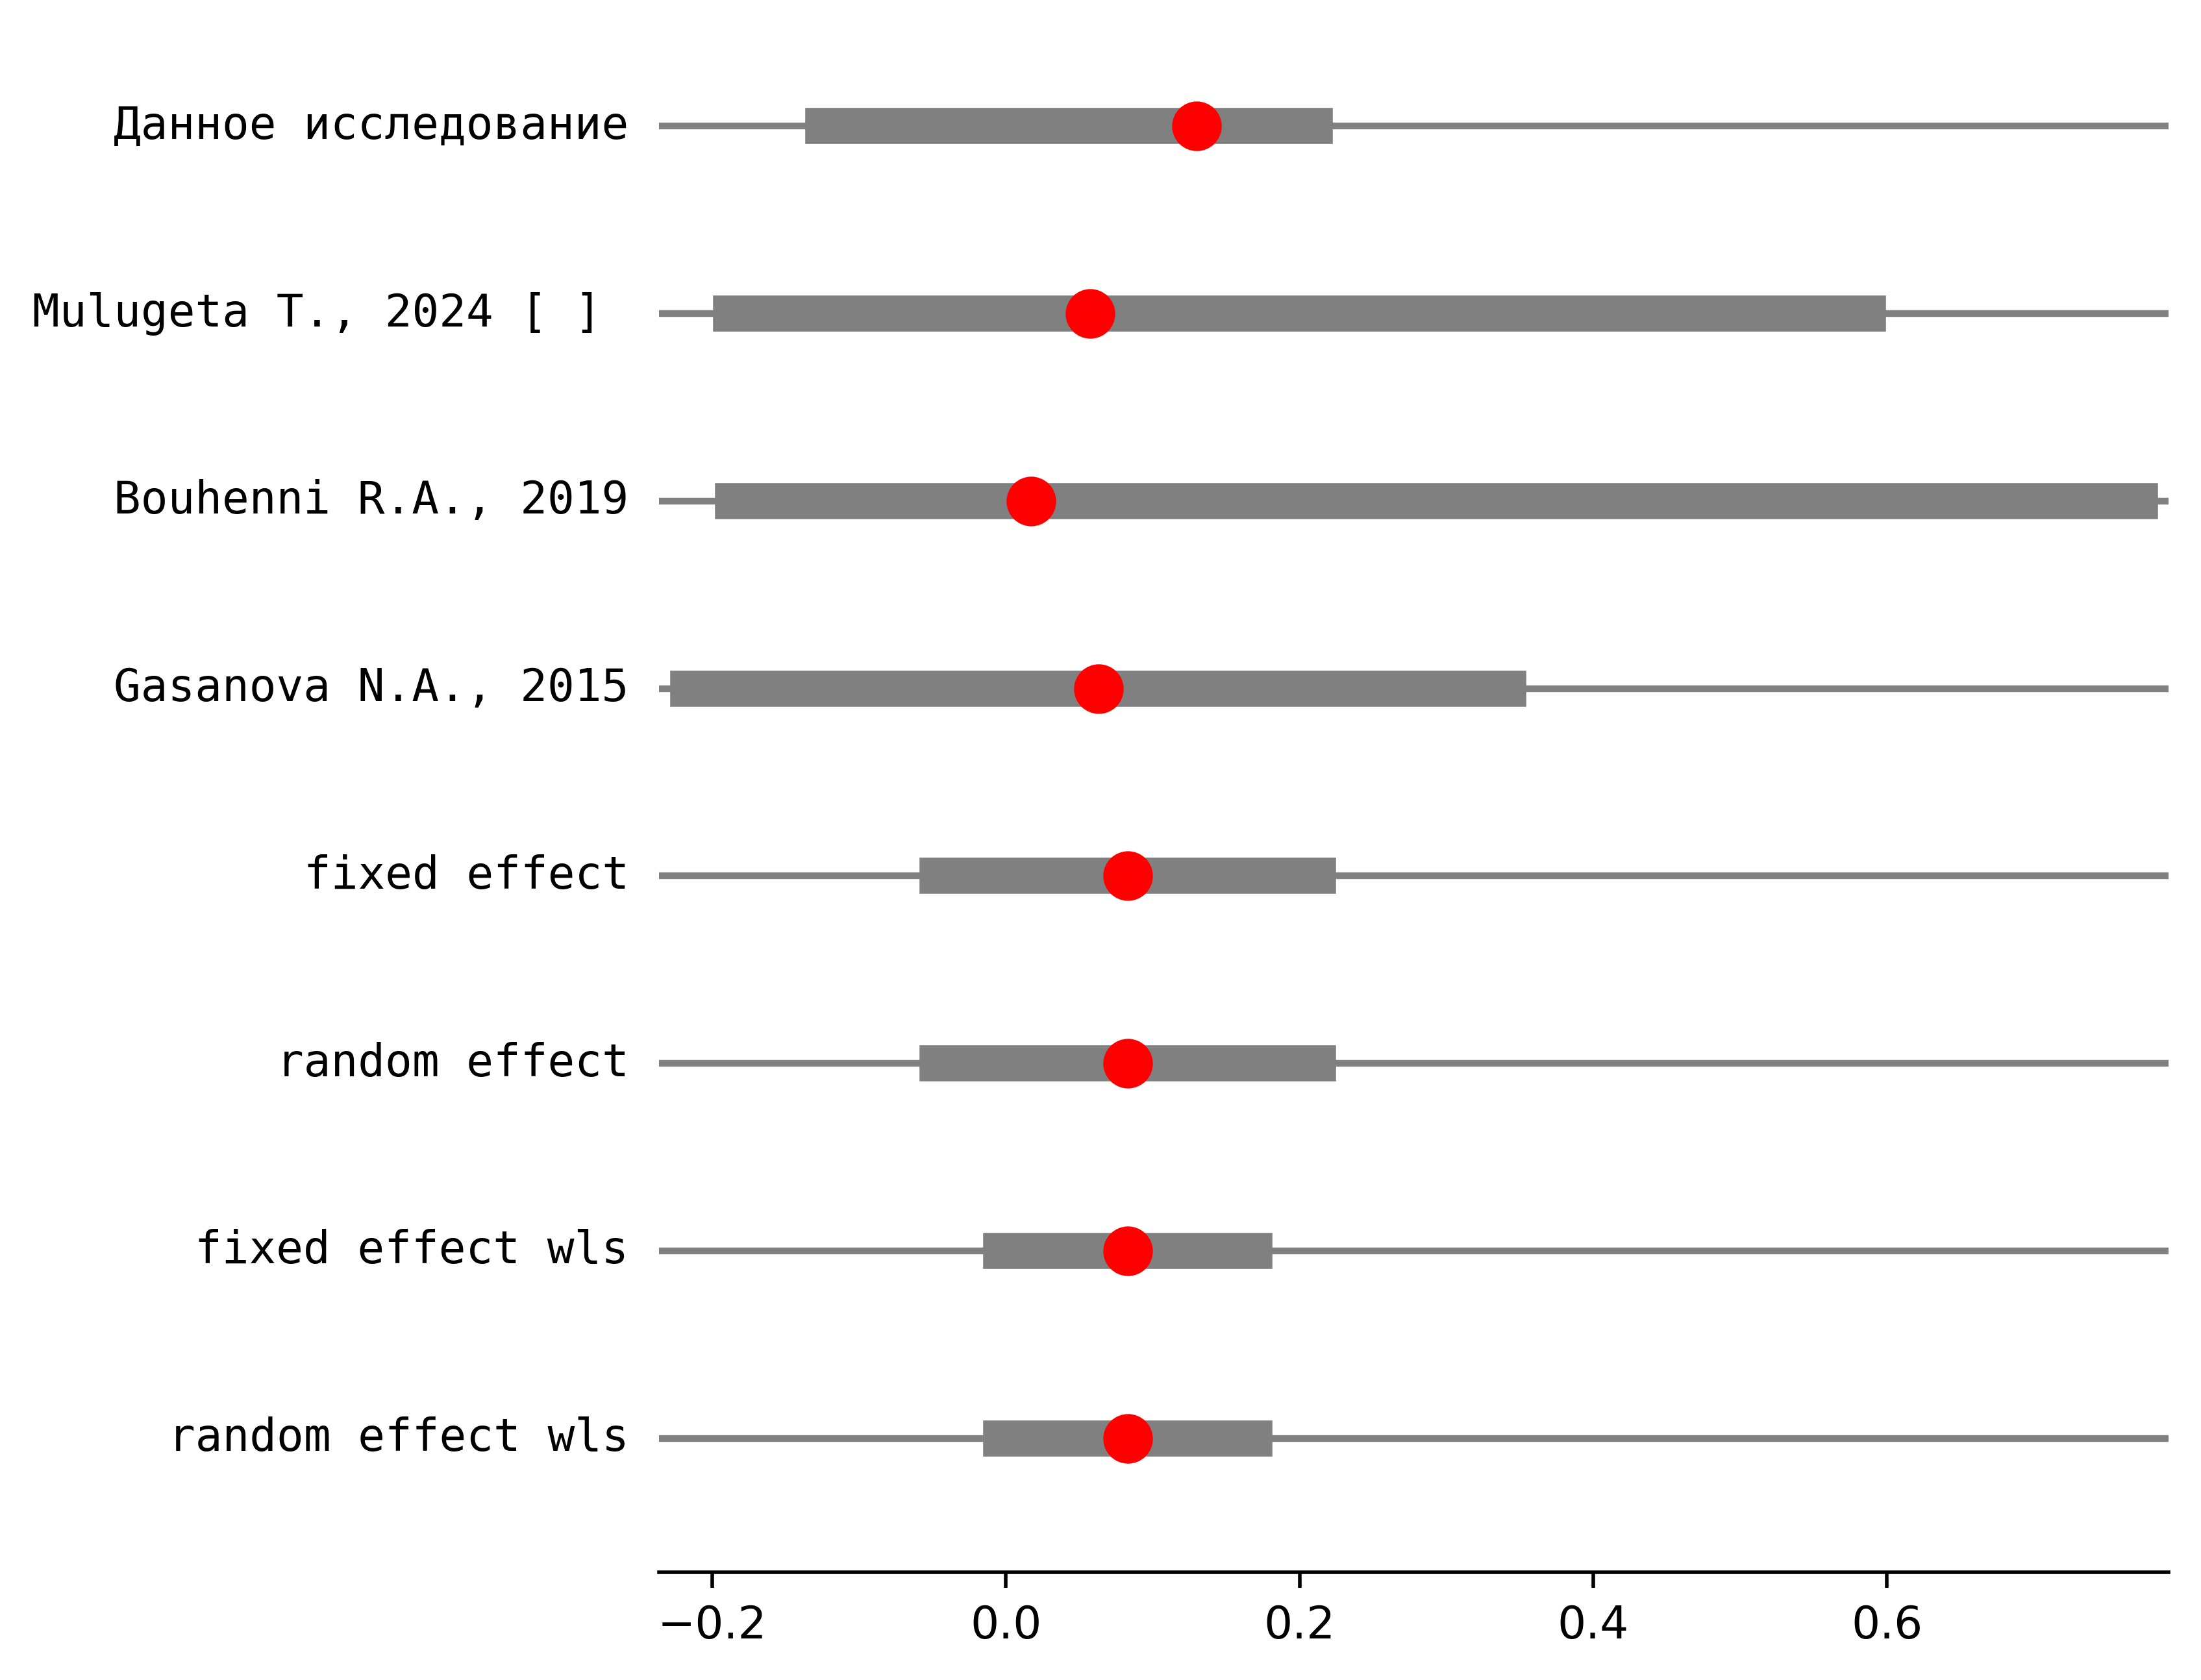 Данное исследование
Mulugeta T., 2024 [ ]
Bouhenni R.A., 2019
Gasanova N.A., 2015
fixed effect
random effect
fixed effect wls
random effect wls
−0.2 0.0 0.2 0.4 0.6